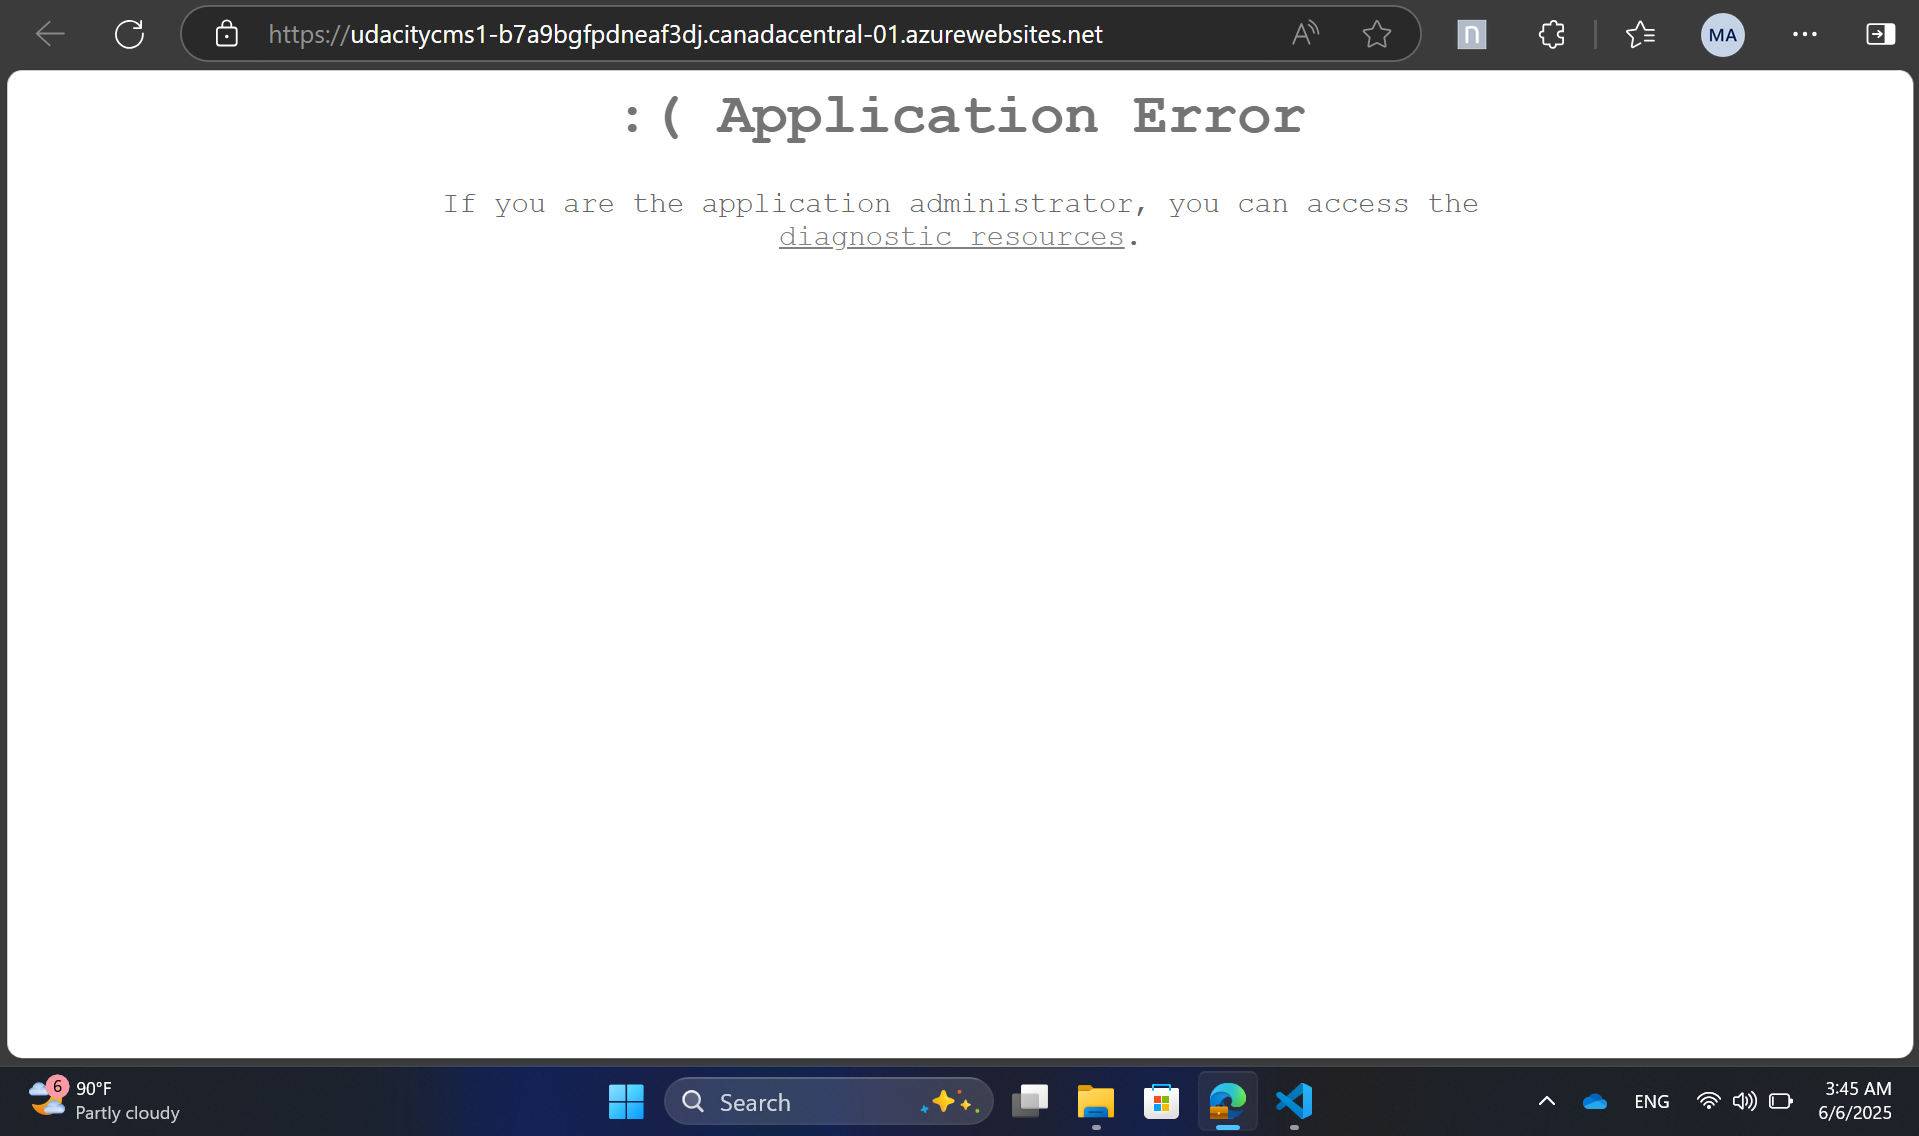 https://udacitycms1-b7a9bgfpdneaf3dj.canadacentral-01.azurewebsites.net
A
n
MA
:( Application Error
If you are the application administrator, you can access the
diagnostic resources.
6
90°F
Partly cloudy
Search
ENG
3:45 AM
6/6/2025